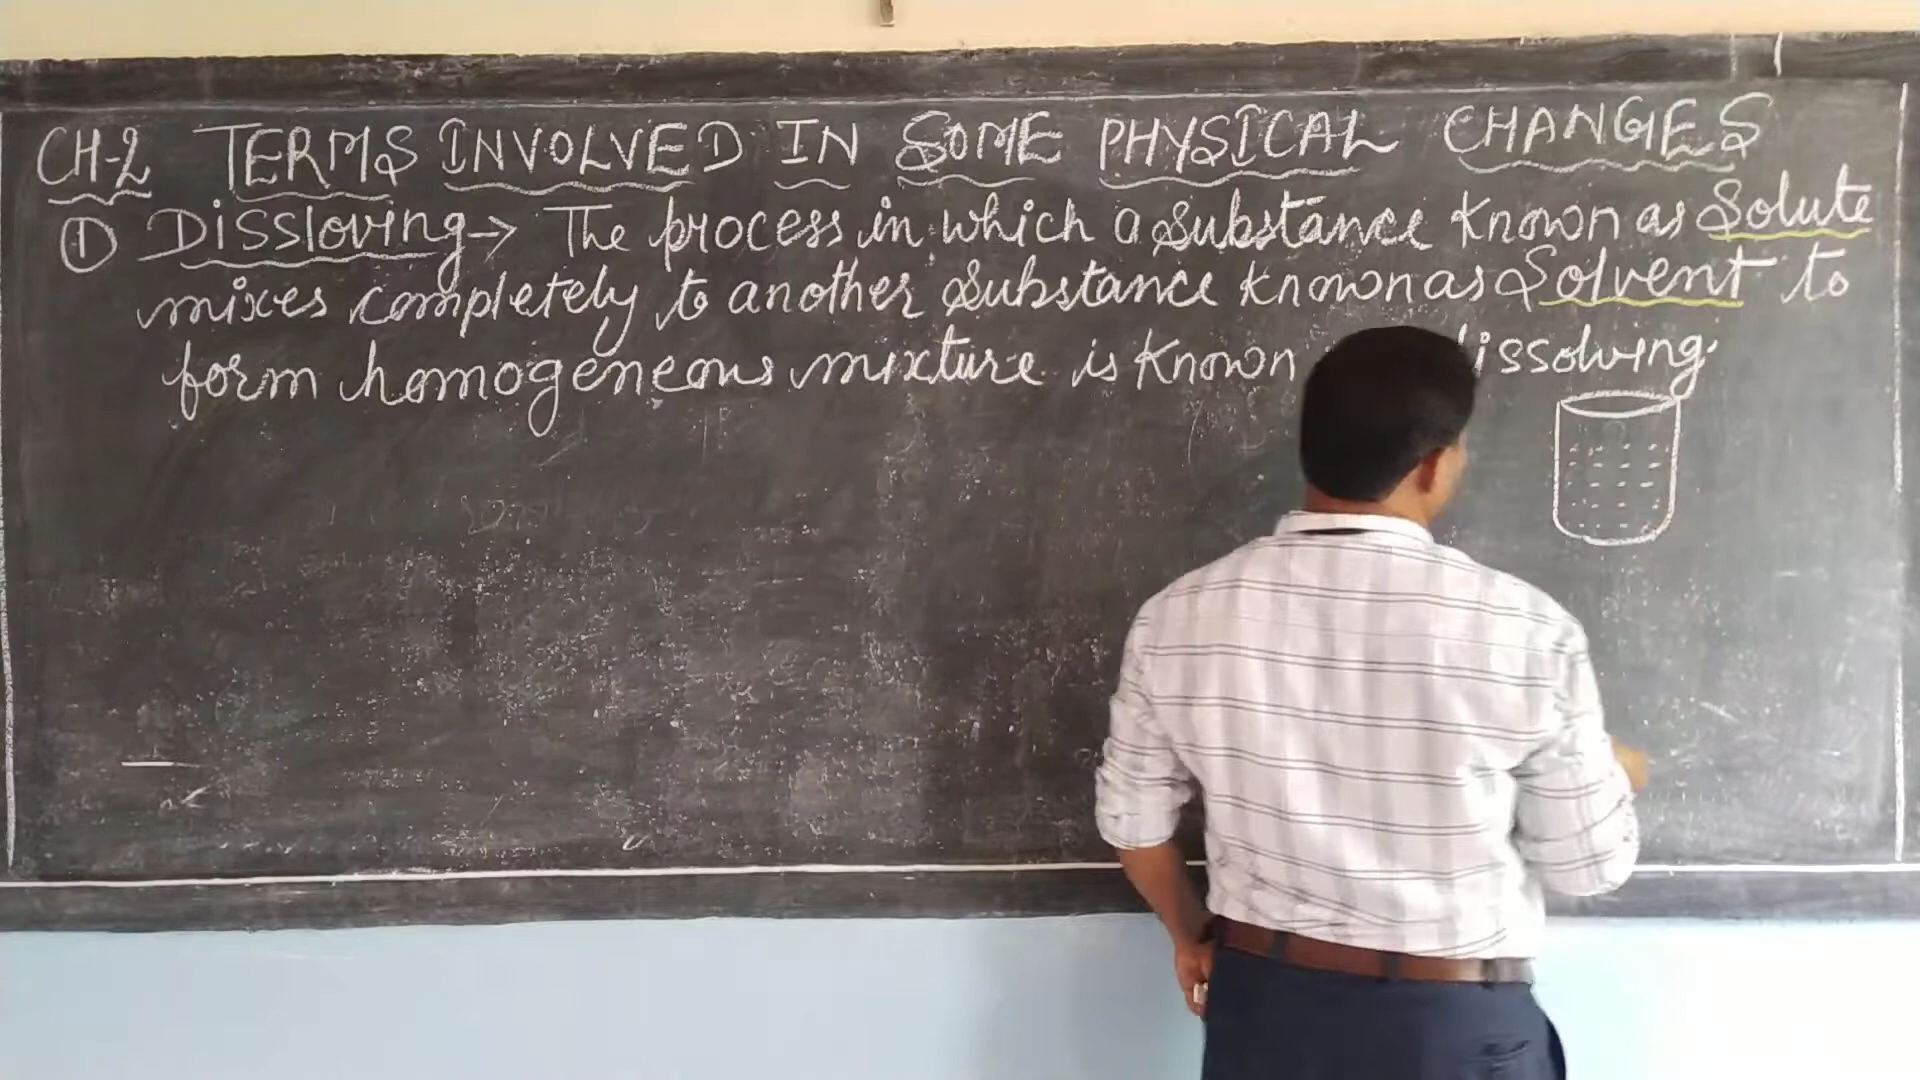 CH-2 TERMS INVOLVED IN SOME PHYSICAL CHANGES
① Dissloving→ The process in which a substance known as Solute
mixes completely to another substance known as Solvent to
form homogeneous mixture is known issolving.